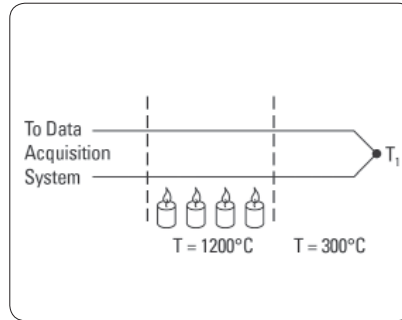 To Data
Acquisition
System
T₁
T = 1200°C
T = 300°C